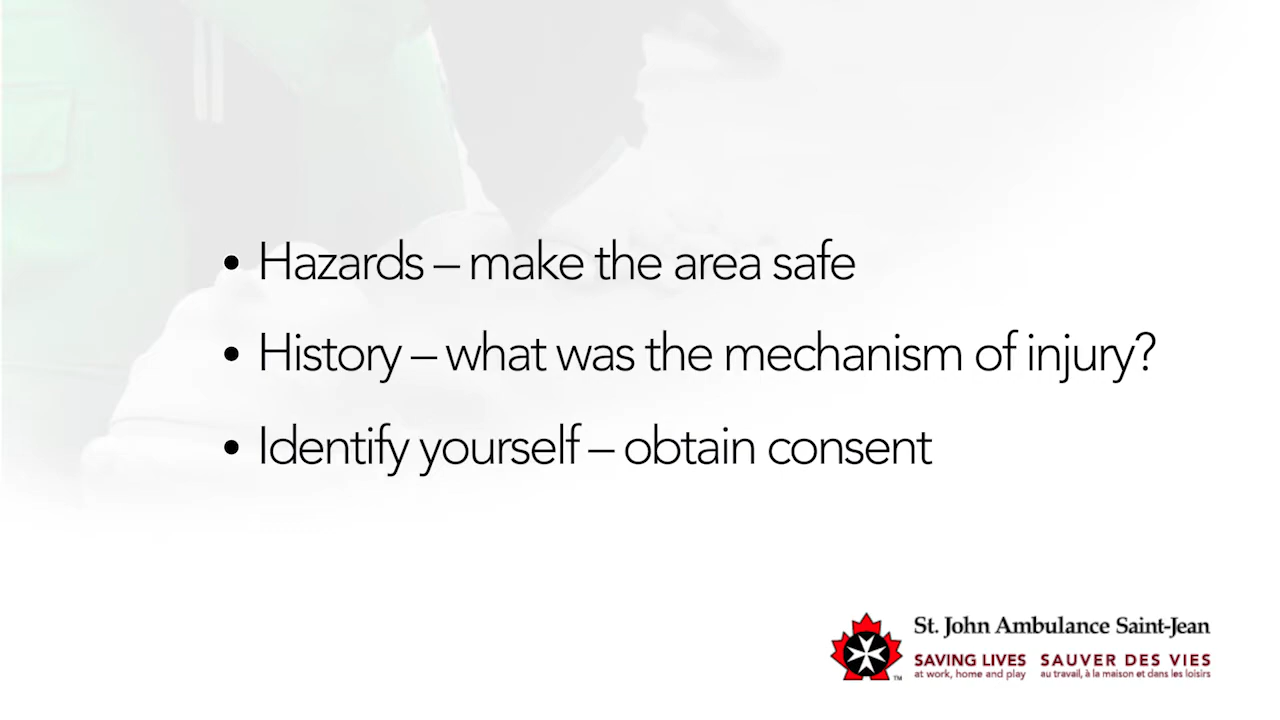 • Hazards – make the area safe
• History – what was the mechanism of injury?
• Identify yourself – obtain consent
St. John Ambulance Saint-Jean
SAVING LIVES SAUVER DES VIES
at work, home and play au travail, à la maison et dans les loisirs
TM